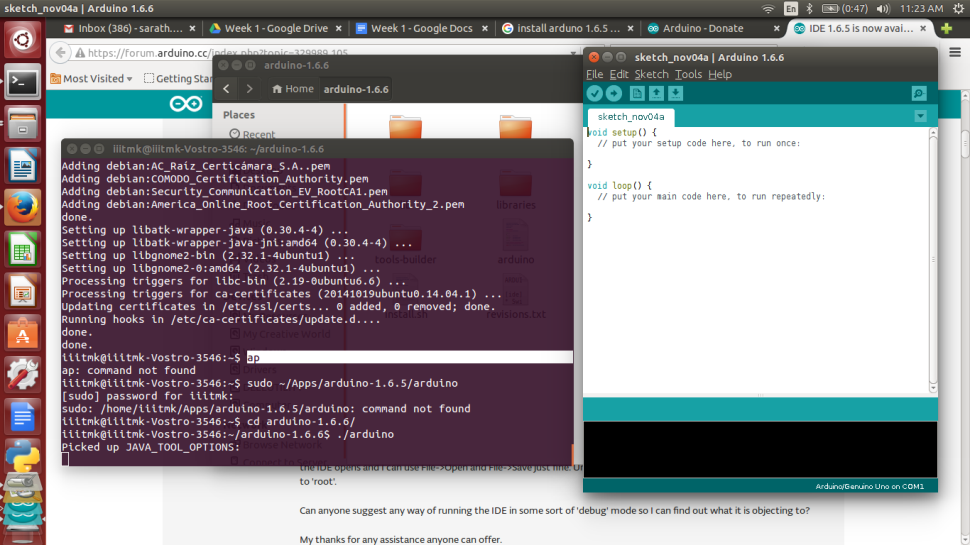 sketch_nov04a | Arduino 1.6.6
En
(0:47)
11:23 AM
Inbox (86) - sarath....
Week 1 - Google Drive
Week 1 - Google Docs
install arduno 1.6.5 ...
Arduino - Donate
IDE 1.6.5 is now avai...
https://forum.arduino.cc/index.php?topic=329989.105
Most Visited
Getting Star
arduino-1.6.6
Home
arduino-1.6.6
Places
Recent
libraries
tools-builder
arduino
install.sh
revisions.txt
My Creative World
Drivers
Browse Network
Connect to Server
iiitmk@iiitmk-Vostro-3546: ~/arduino-1.6.6
Adding debian:AC_Raíz_Certicámara_S.A..pem
Adding debian:COMODO_Certification_Authority.pem
Adding debian:Security_Communication_EV_RootCA1.pem
Adding debian:America_Online_Root_Certification_Authority_2.pem
done.
Setting up libatk-wrapper-java (0.30.4-4) ...
Setting up libatk-wrapper-java-jni:amd64 (0.30.4-4) ...
Setting up libgnome2-bin (2.32.1-4ubuntu1) ...
Setting up libgnome2-0:amd64 (2.32.1-4ubuntu1) ...
Processing triggers for libc-bin (2.19-0ubuntu6.6) ...
Processing triggers for ca-certificates (20141019ubuntu0.14.04.1) ...
Updating certificates in /etc/ssl/certs... 0 added, 0 removed; done.
Running hooks in /etc/ca-certificates/update.d....
done.
done.
iiitmk@iiitmk-Vostro-3546:~$ ap
ap: command not found
iiitmk@iiitmk-Vostro-3546:~$ sudo ~/Apps/arduino-1.6.5/arduino
[sudo] password for iiitmk:
sudo: /home/iiitmk/Apps/arduino-1.6.5/arduino: command not found
iiitmk@iiitmk-Vostro-3546:~$ cd arduino-1.6.6/
iiitmk@iiitmk-Vostro-3546:~/arduino-1.6.6$ ./arduino
Picked up JAVA_TOOL_OPTIONS:
sketch_nov04a | Arduino 1.6.6
File Edit Sketch Tools Help
sketch_nov04a
void setup() {
// put your setup code here, to run once:
}
void loop() {
// put your main code here, to run repeatedly:
}
Arduino/Genuino Uno on COM1
the IDE opens and I can use File->Open and File->Save just fine.
to 'root'.
Can anyone suggest any way of running the IDE in some sort of 'debug' mode so I can find out what it is objecting to?
My thanks for any assistance anyone can offer.